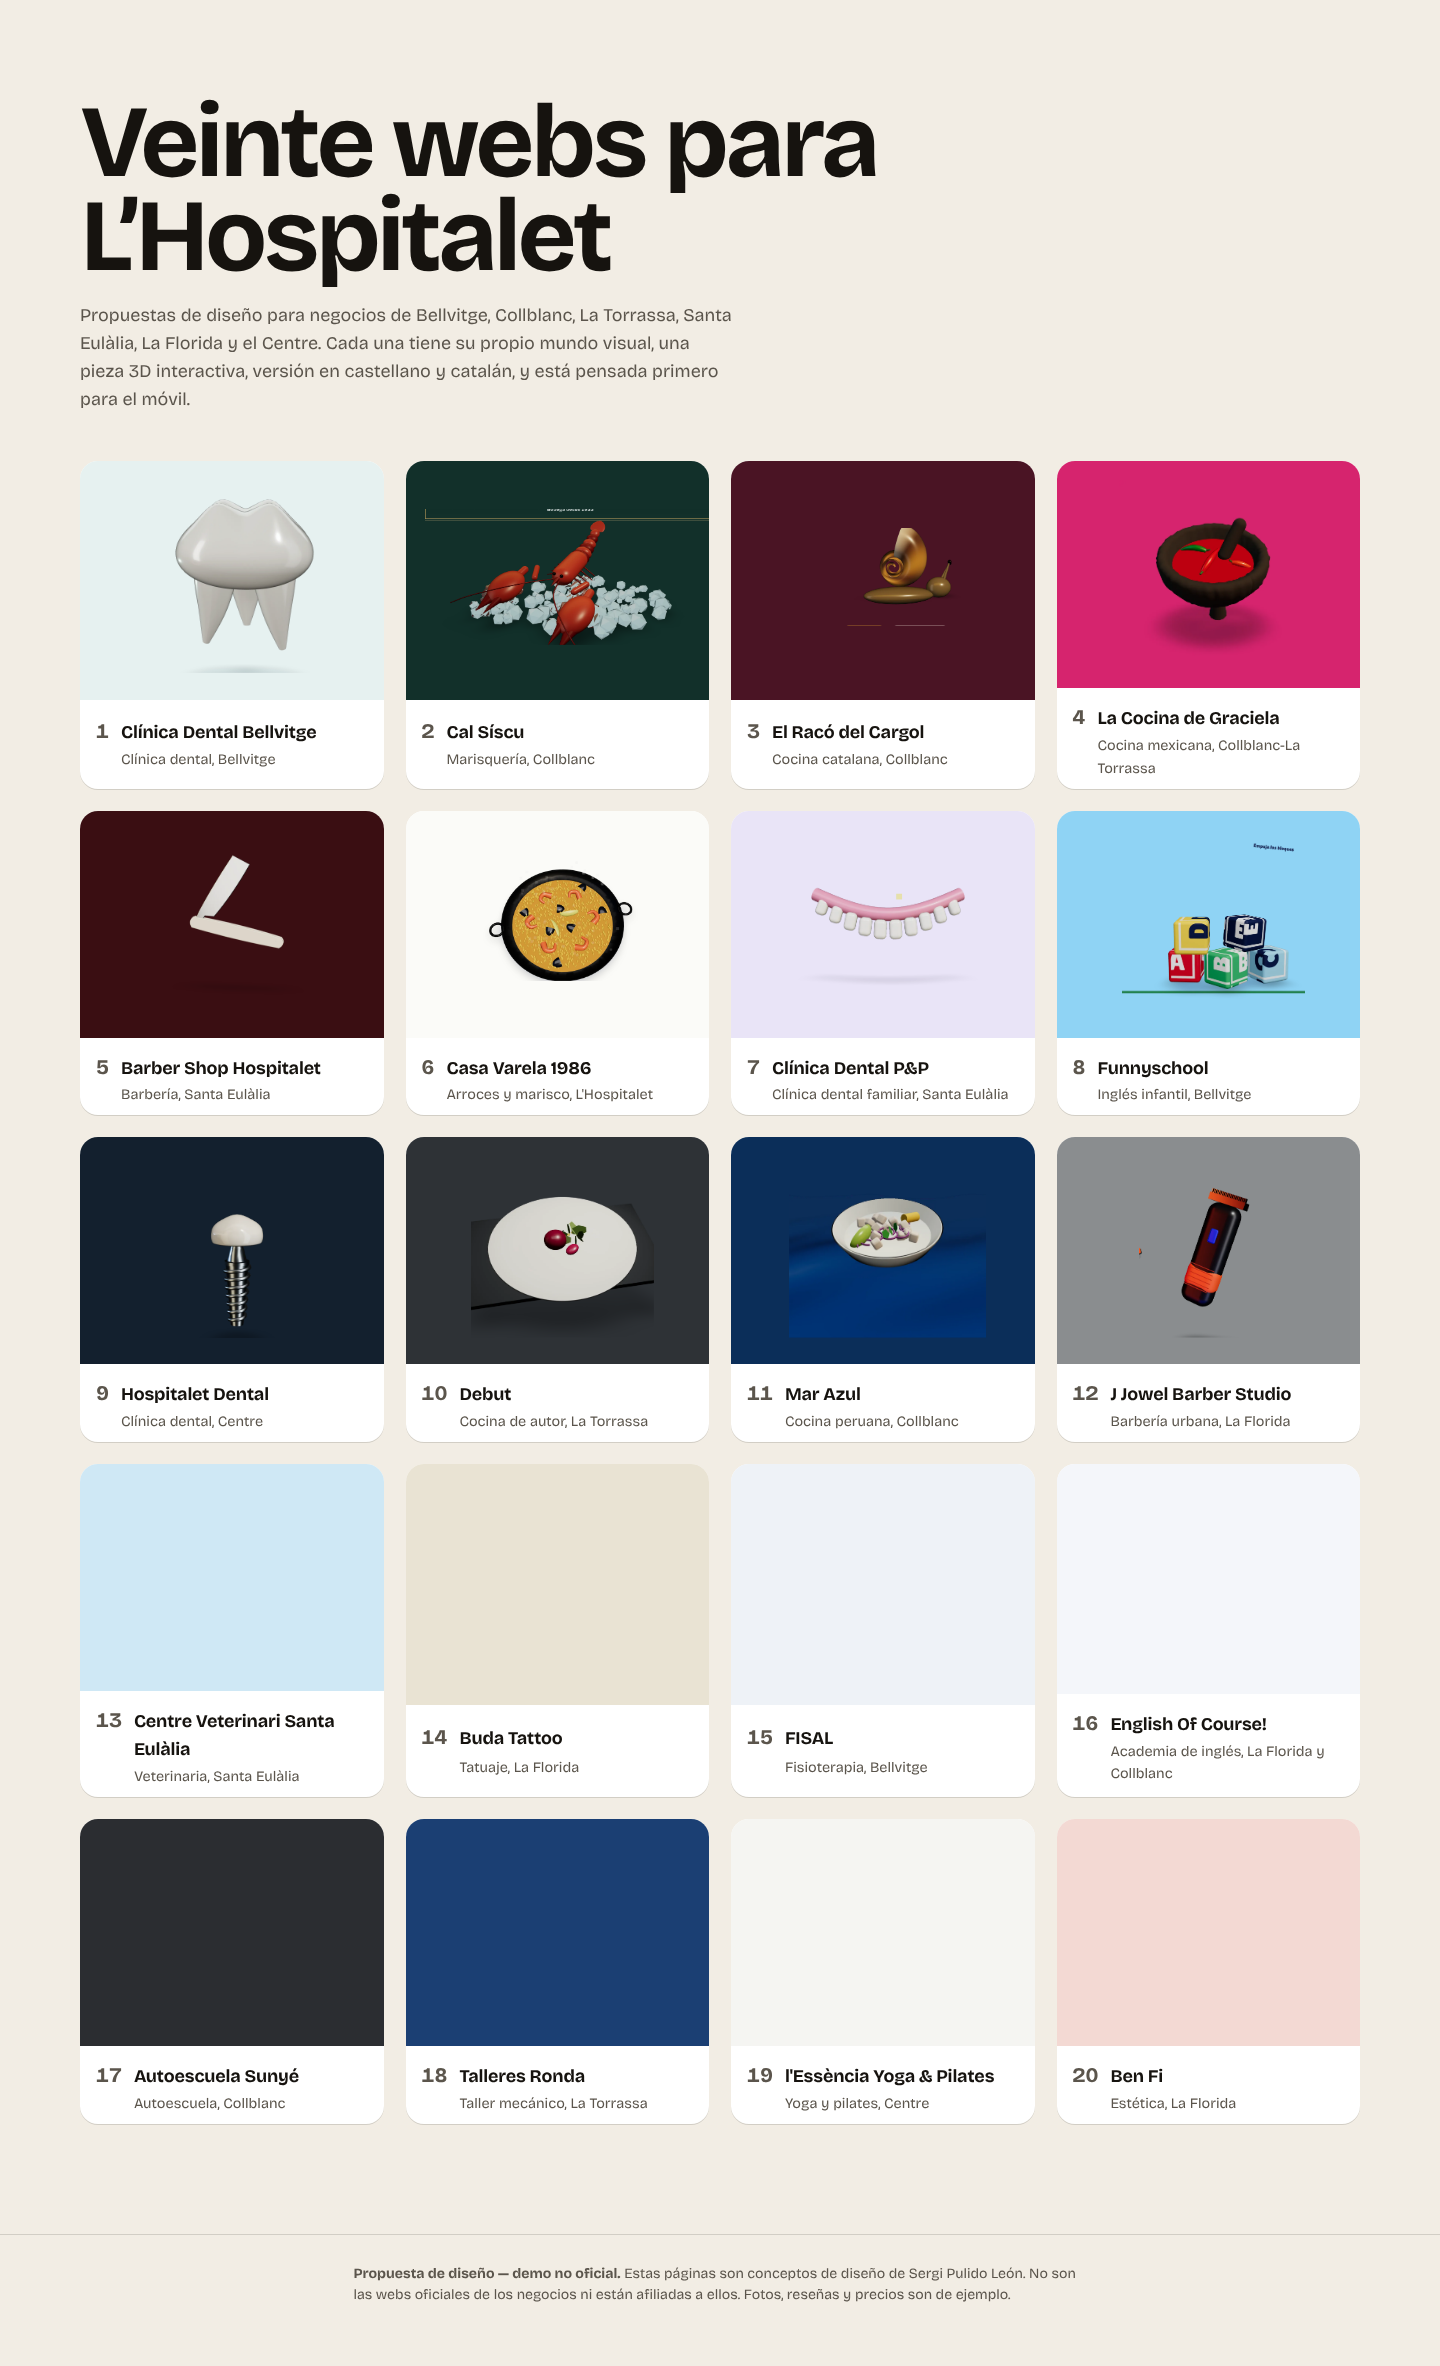 Veinte webs para
L'Hospitalet
Propuestas de diseño para negocios de Bellvitge, Collblanc, La Torrassa, Santa
Eulàlia, La Florida y el Centre. Cada una tiene su propio mundo visual, una
pieza 3D interactiva, versión en castellano y catalán, y está pensada primero
para el móvil.
1 Clínica Dental Bellvitge
Clínica dental, Bellvitge
2 Cal Síscu
Marisquería, Collblanc
3 El Racó del Cargol
Cocina catalana, Collblanc
4 La Cocina de Graciela
Cocina mexicana, Collblanc-La
Torrassa
Empuja los bloques
D E
A B C
5 Barber Shop Hospitalet
Barbería, Santa Eulàlia
6 Casa Varela 1986
Arroces y marisco, L'Hospitalet
7 Clínica Dental P&P
Clínica dental familiar, Santa Eulàlia
8 Funnyschool
Inglés infantil, Bellvitge
9 Hospitalet Dental
Clínica dental, Centre
10 Debut
Cocina de autor, La Torrassa
11 Mar Azul
Cocina peruana, Collblanc
12 J Jowel Barber Studio
Barbería urbana, La Florida
13 Centre Veterinari Santa
Eulàlia
Veterinaria, Santa Eulàlia
14 Buda Tattoo
Tatuaje, La Florida
15 FISAL
Fisioterapia, Bellvitge
16 English Of Course!
Academia de inglés, La Florida y
Collblanc
17 Autoescuela Sunyé
Autoescuela, Collblanc
18 Talleres Ronda
Taller mecánico, La Torrassa
19 l'Essència Yoga & Pilates
Yoga y pilates, Centre
20 Ben Fi
Estética, La Florida
Propuesta de diseño — demo no oficial. Estas páginas son conceptos de diseño de Sergi Pulido León. No son
las webs oficiales de los negocios ni están afiliadas a ellos. Fotos, reseñas y precios son de ejemplo.